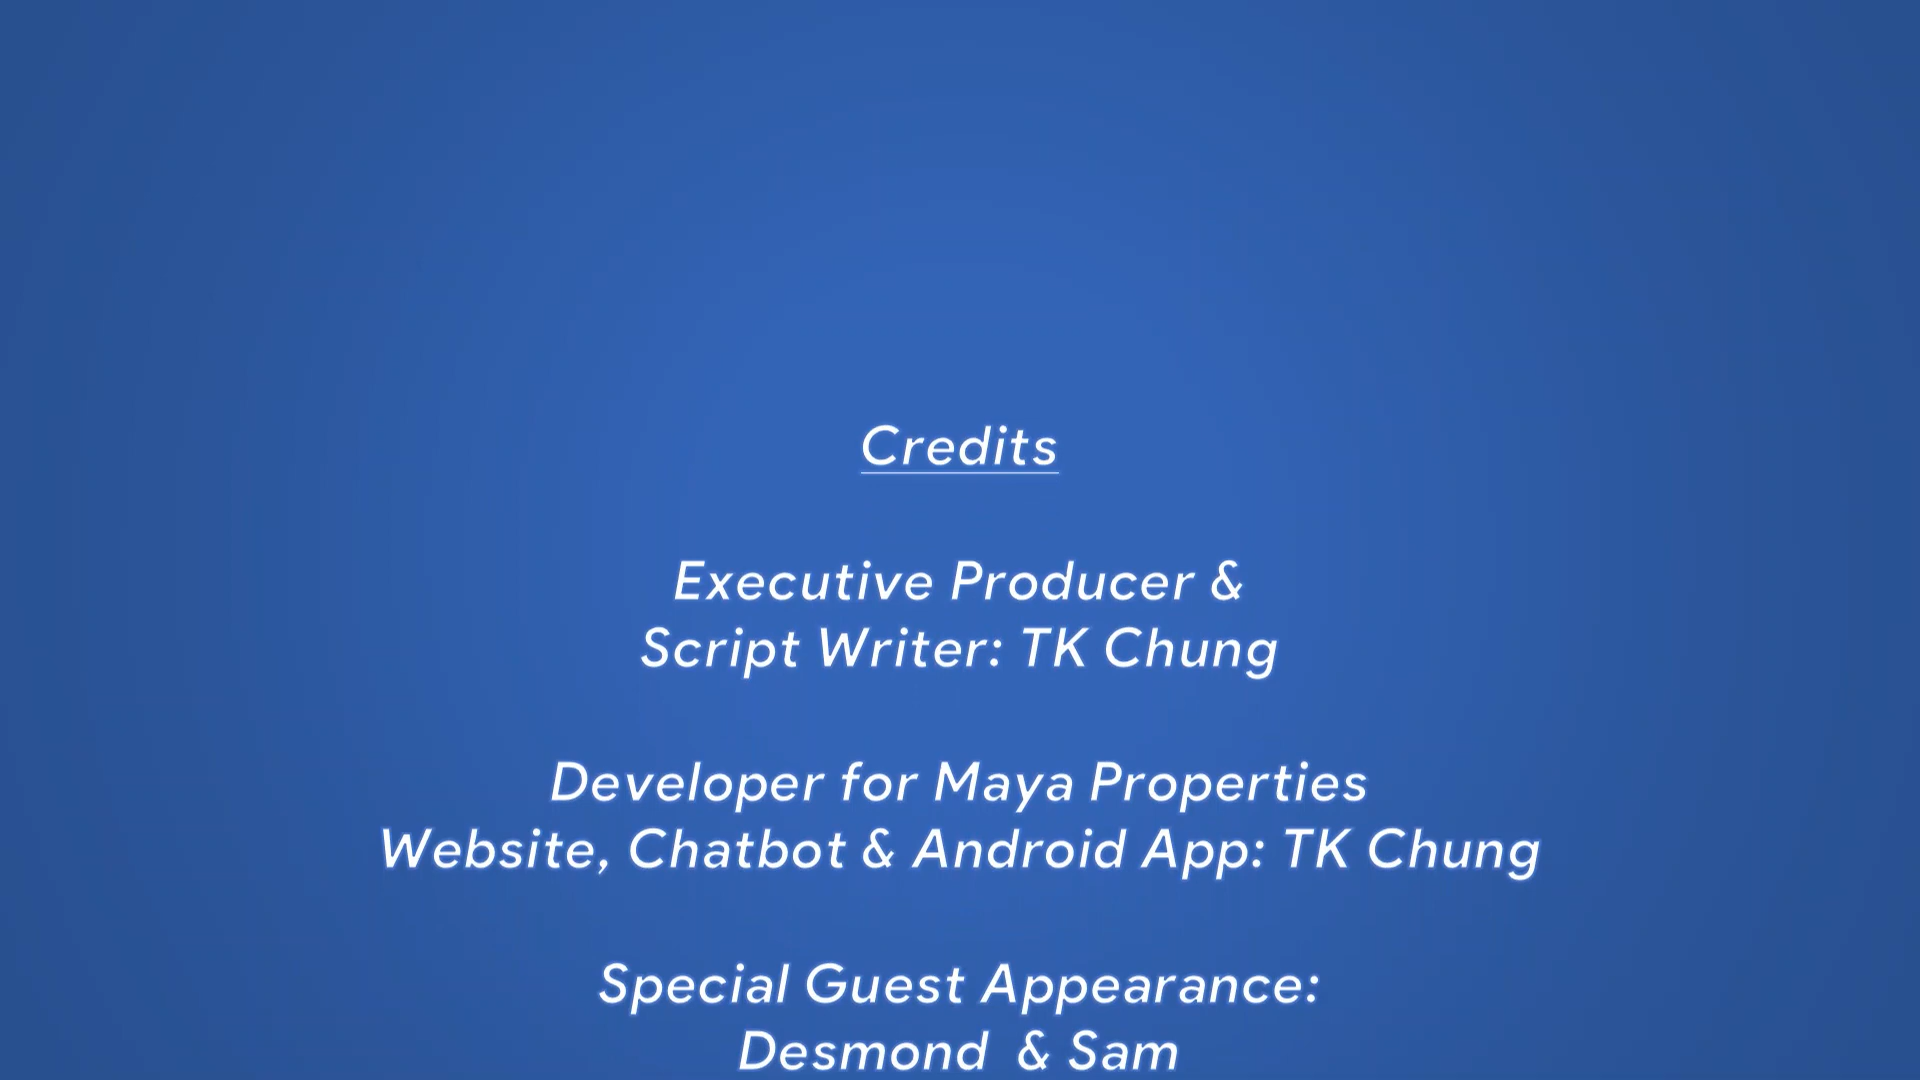 Credits
Executive Producer &
Script Writer: TK Chung
Developer for Maya Properties
Website, Chatbot & Android App: TK Chung
Special Guest Appearance:
Desmond & Sam